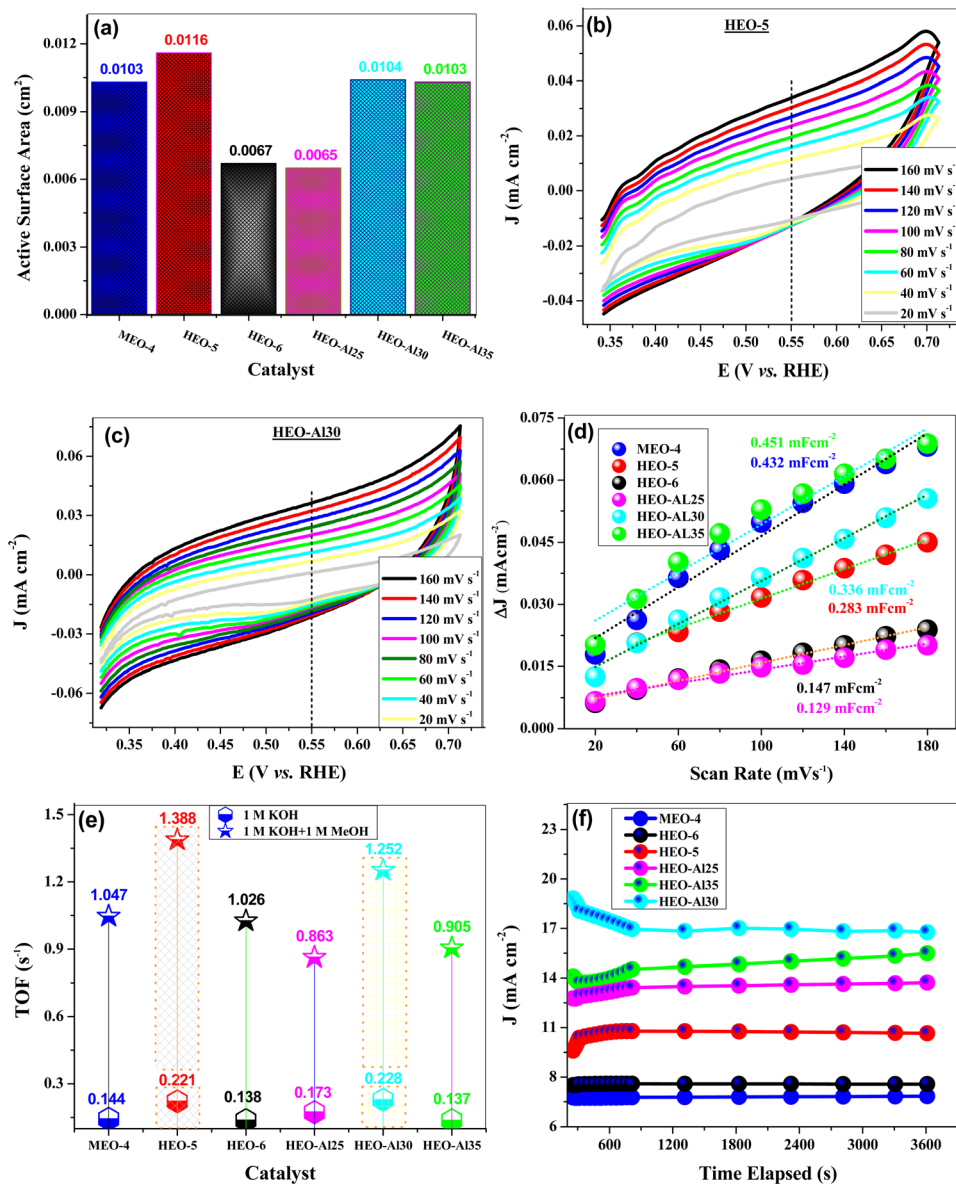 (a)
Active Surface Area (cm²)
0.012
0.009
0.006
0.003
0.000
0.0103
0.0116
0.0067
0.0065
0.0104
0.0103
MEO-4
HEO-5
HEO-6
HEO-Al25
HEO-Al30
HEO-Al35
Catalyst
(b)
HEO-5
J (mA cm⁻²)
0.06
0.04
0.02
0.00
-0.02
-0.04
160 mV s⁻¹
140 mV s⁻¹
120 mV s⁻¹
100 mV s⁻¹
80 mV s⁻¹
60 mV s⁻¹
40 mV s⁻¹
20 mV s⁻¹
0.35 0.40 0.45 0.50 0.55 0.60 0.65 0.70
E (V vs. RHE)
(c)
HEO-Al30
J (mA cm⁻²)
0.06
0.03
0.00
-0.03
-0.06
160 mV s⁻¹
140 mV s⁻¹
120 mV s⁻¹
100 mV s⁻¹
80 mV s⁻¹
60 mV s⁻¹
40 mV s⁻¹
20 mV s⁻¹
0.35 0.40 0.45 0.50 0.55 0.60 0.65 0.70
E (V vs. RHE)
(d)
ΔJ (mAcm⁻²)
0.075
0.060
0.045
0.030
0.015
0.000
MEO-4
HEO-5
HEO-6
HEO-AL25
HEO-AL30
HEO-AL35
0.451 mFcm⁻²
0.432 mFcm⁻²
0.336 mFcm⁻²
0.283 mFcm⁻²
0.147 mFcm⁻²
0.129 mFcm⁻²
20 60 100 140 180
Scan Rate (mVs⁻¹)
(e)
TOF (s⁻¹)
1.5
1.2
0.9
0.6
0.3
1 M KOH
1 M KOH+1 M MeOH
1.047
1.388
1.026
0.863
1.252
0.905
0.144
0.221
0.138
0.173
0.228
0.137
MEO-4
HEO-5
HEO-6
HEO-Al25
HEO-Al30
HEO-Al35
Catalyst
(f)
J (mA cm⁻²)
24
21
18
15
12
9
6
MEO-4
HEO-6
HEO-5
HEO-Al25
HEO-Al35
HEO-Al30
600 1200 1800 2400 3000 3600
Time Elapsed (s)